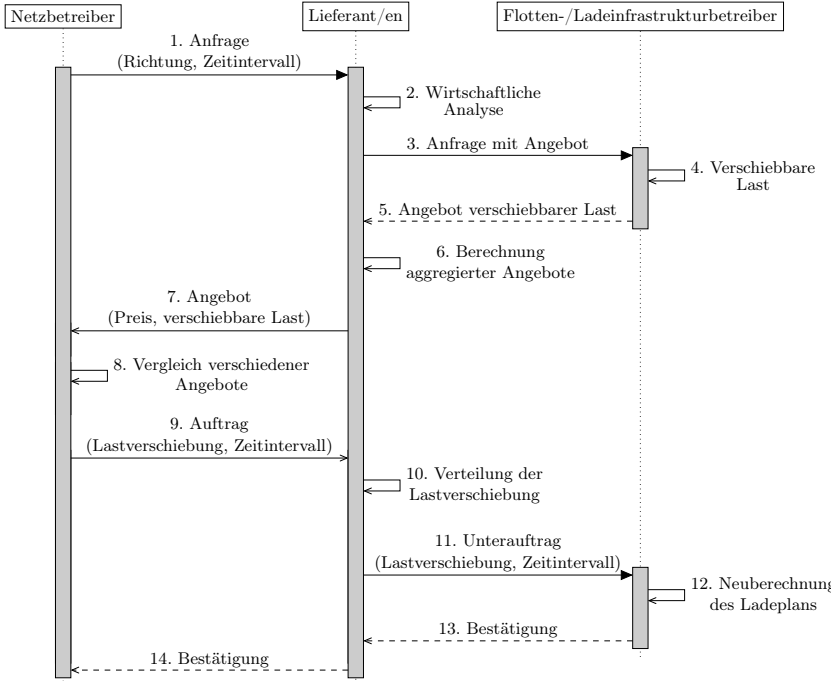 Netzbetreiber
Lieferant/en
Flotten-/Ladeinfrastrukturbetreiber
1. Anfrage
(Richtung, Zeitintervall)
2. Wirtschaftliche
Analyse
3. Anfrage mit Angebot
4. Verschiebbare
Last
5. Angebot verschiebbarer Last
6. Berechnung
aggregierter Angebote
7. Angebot
(Preis, verschiebbare Last)
8. Vergleich verschiedener
Angebote
9. Auftrag
(Lastverschiebung, Zeitintervall)
10. Verteilung der
Lastverschiebung
11. Unterauftrag
(Lastverschiebung, Zeitintervall)
12. Neuberechnung
des Ladeplans
13. Bestätigung
14. Bestätigung